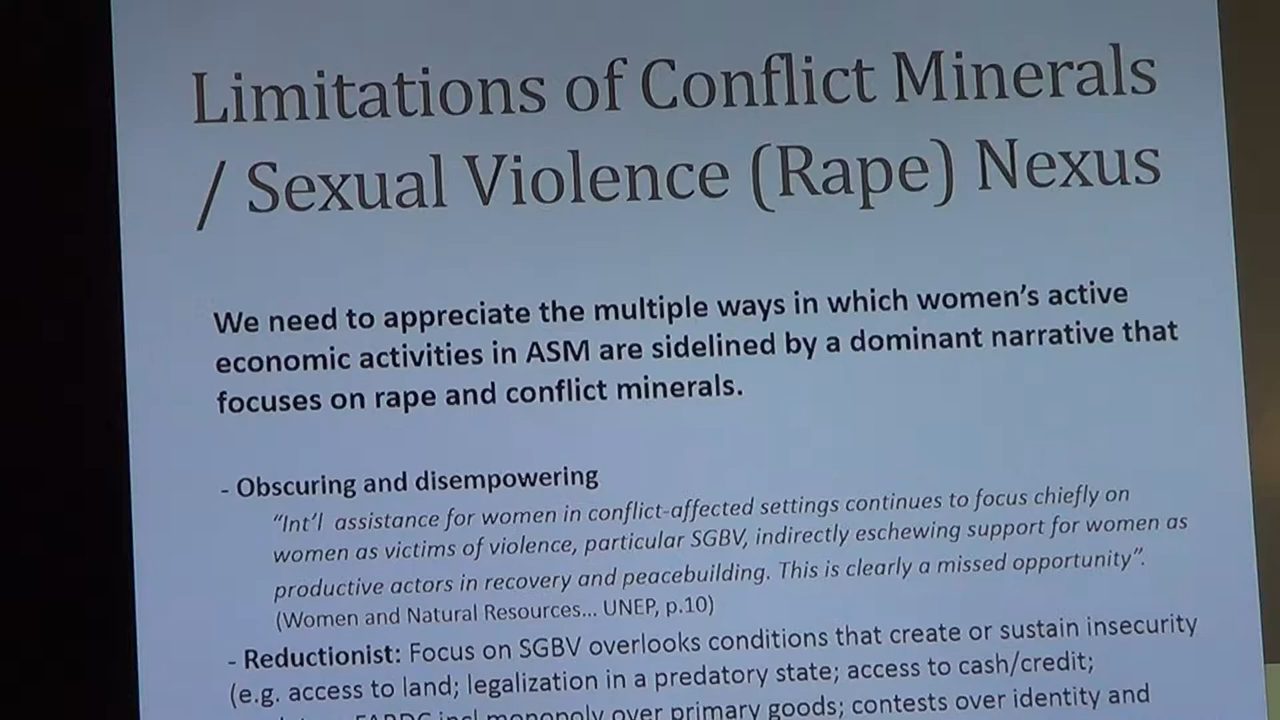 Limitations of Conflict Minerals
/ Sexual Violence (Rape) Nexus
We need to appreciate the multiple ways in which women's active
economic activities in ASM are sidelined by a dominant narrative that
focuses on rape and conflict minerals.
- Obscuring and disempowering
"Int'l assistance for women in conflict-affected settings continues to focus chiefly on
women as victims of violence, particular SGBV, indirectly eschewing support for women as
productive actors in recovery and peacebuilding. This is clearly a missed opportunity".
(Women and Natural Resources... UNEP, p.10)
- Reductionist: Focus on SGBV overlooks conditions that create or sustain insecurity
(e.g. access to land; legalization in a predatory state; access to cash/credit;
FARDC incl monopoly over primary goods; contests over identity and